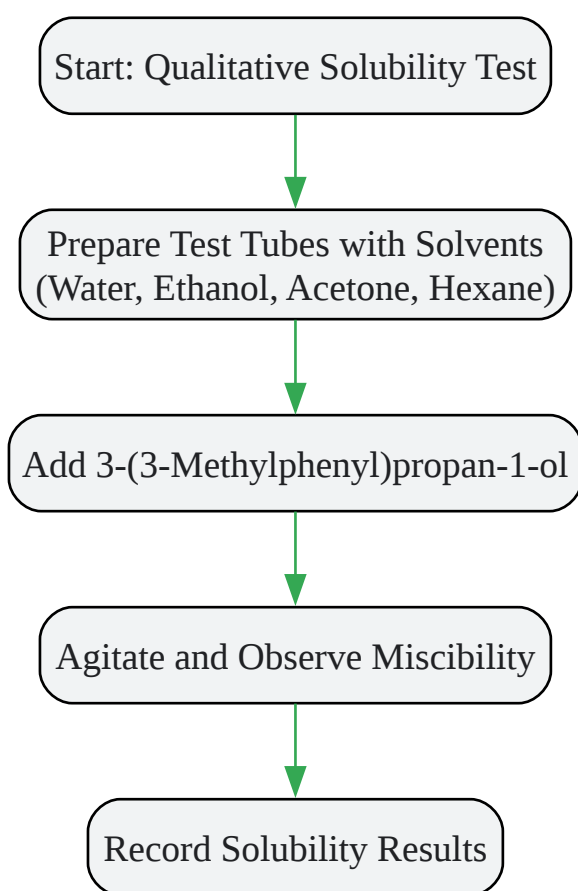 Start: Qualitative Solubility Test
Prepare Test Tubes with Solvents
(Water, Ethanol, Acetone, Hexane)
Add 3-(3-Methylphenyl)propan-1-ol
Agitate and Observe Miscibility
Record Solubility Results